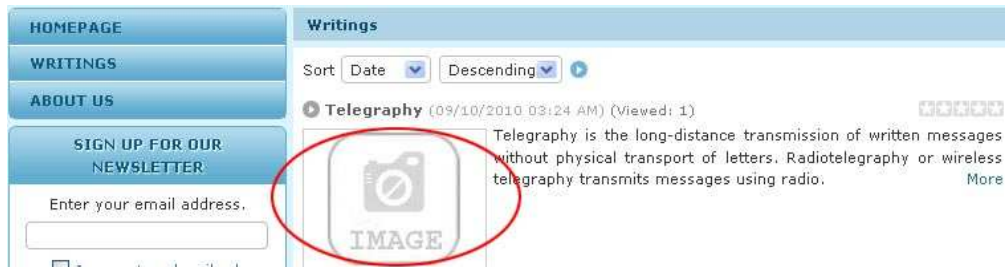 HOMEPAGE
WRITINGS
ABOUT US
SIGN UP FOR OUR
NEWSLETTER
Enter your email address.
Writings
Sort Date Descending
Telegraphy (09/10/2010 03:24 AM) (Viewed: 1)
IMAGE
Telegraphy is the long-distance transmission of written messages
without physical transport of letters. Radiotelegraphy or wireless
telegraphy transmits messages using radio. More